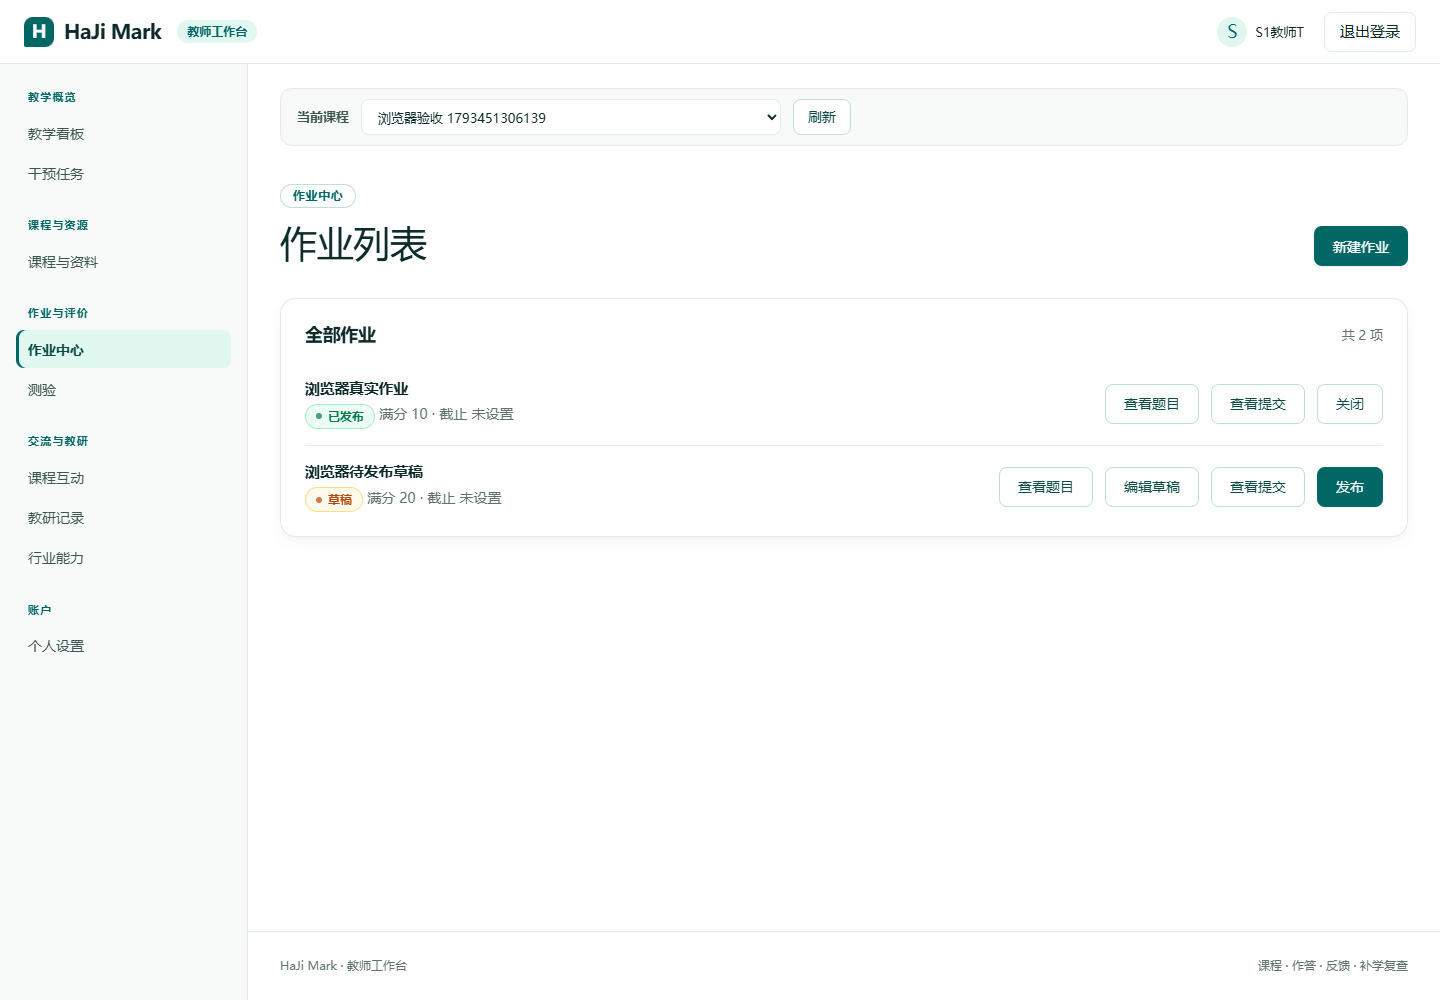 H HaJi Mark 教师工作台
S S1教师T 退出登录
教学概览
教学看板
干预任务
课程与资源
课程与资料
作业与评价
作业中心
测验
交流与教研
课程互动
教研记录
行业能力
账户
个人设置
当前课程 浏览器验收 1793451306139 刷新
作业中心
作业列表
新建作业
全部作业
共 2 项
浏览器真实作业
已发布 满分 10 · 截止 未设置
查看题目 查看提交 关闭
浏览器待发布草稿
草稿 满分 20 · 截止 未设置
查看题目 编辑草稿 查看提交 发布
HaJi Mark · 教师工作台
课程 · 作答 · 反馈 · 补学复查